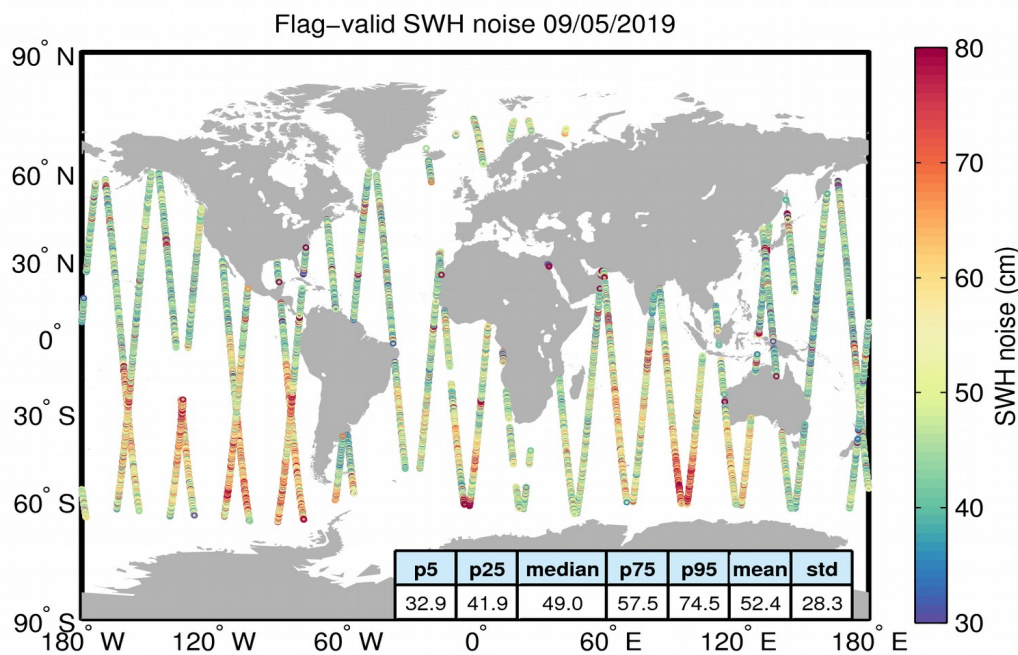 Flag−valid SWH noise 09/05/2019
90° N
60° N
30° N
0°
30° S
60° S
90° S
180° W
120° W
60° W
0°
60° E
120° E
180° E
80
70
60
50
40
30
SWH noise (cm)
p5 p25 median p75 p95 mean std
32.9 41.9 49.0 57.5 74.5 52.4 28.3